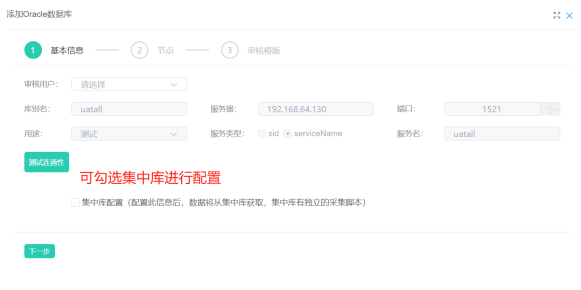 添加Oracle数据库
1 基本信息 2 节点 3 审核模版
审核用户: 请选择
库别名: uatall 服务器: 192.168.64.130 端口: 1521
用途: 测试 服务类型: sid serviceName 服务名: uatall
测试连通性
可勾选集中库进行配置
集中库配置（配置此信息后，数据将从集中库获取，集中库有独立的采集脚本）
下一步